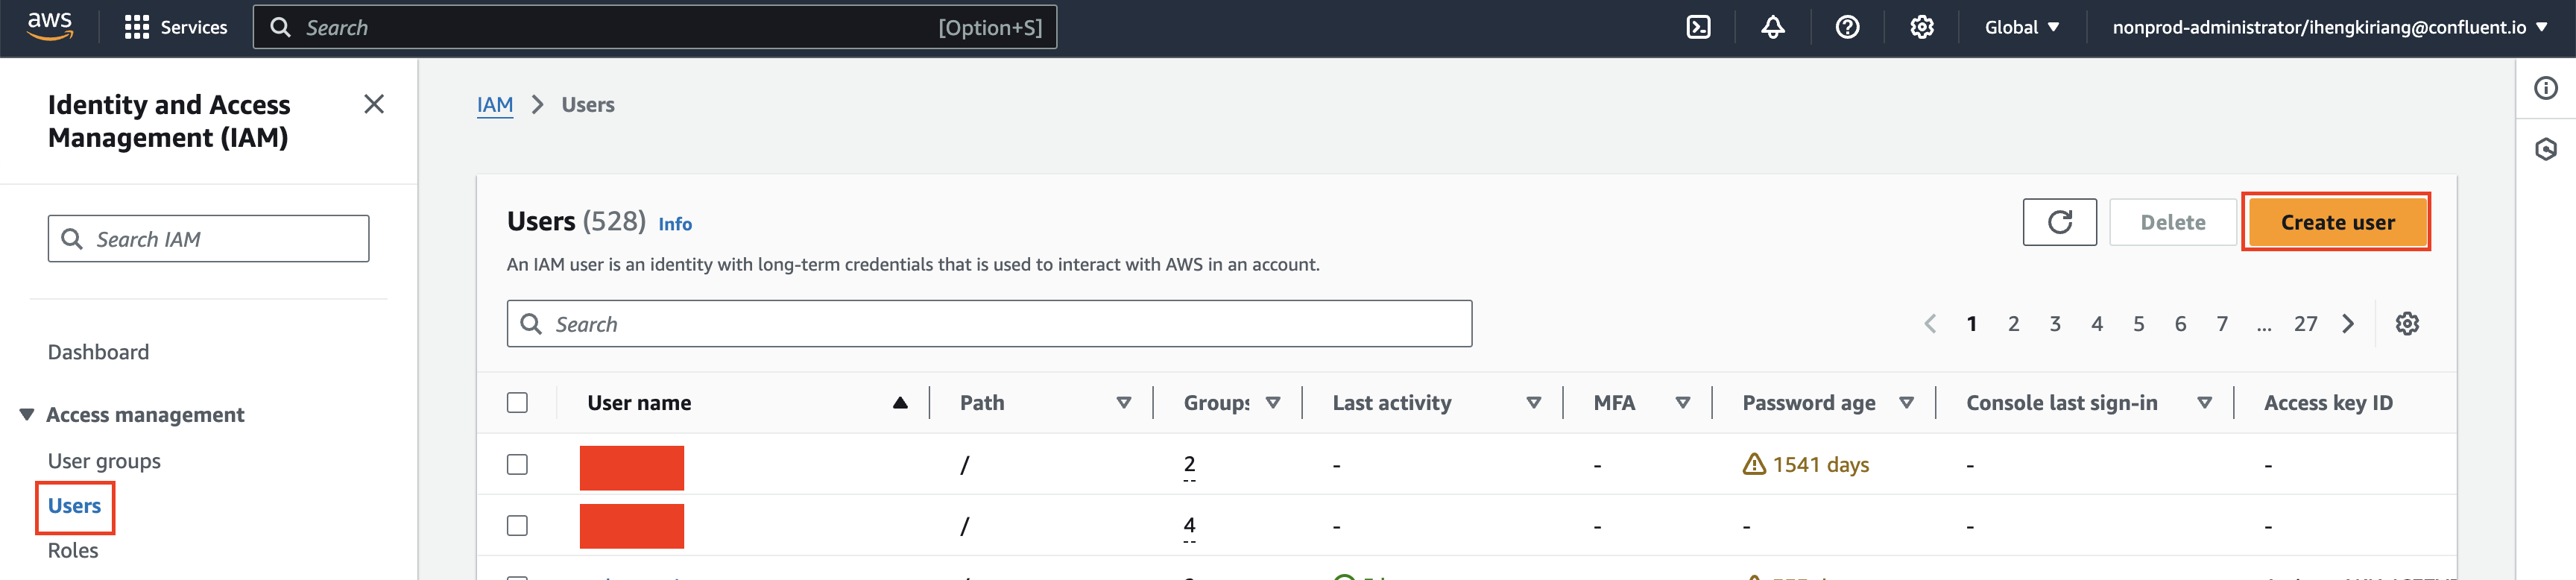 aws
Services
Search
[Option+S]
Global
nonprod-administrator/ihengkiriang@confluent.io
Identity and Access
Management (IAM)
Search IAM
Dashboard
Access management
User groups
Users
Roles
IAM > Users
Users (528) Info
Delete
Create user
An IAM user is an identity with long-term credentials that is used to interact with AWS in an account.
Search
1 2 3 4 5 6 7 ... 27
User name Path Groups Last activity MFA Password age Console last sign-in Access key ID
/ 2 - - 1541 days - -
/ 4 - - - - -